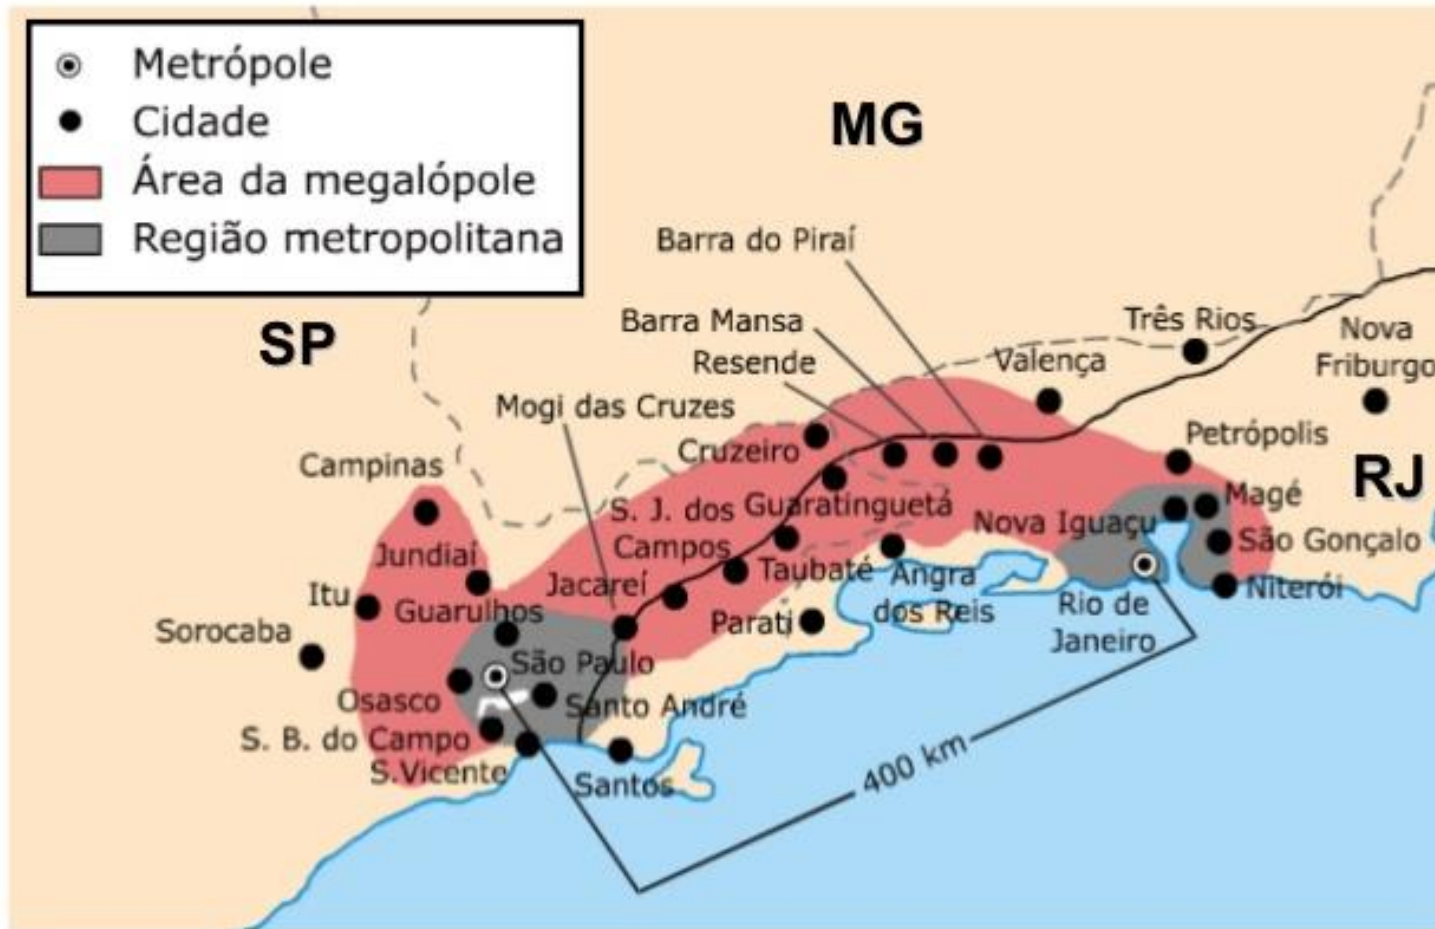 Metrópole
Cidade
Área da megalópole
Região metropolitana
MG
SP
RJ
Barra do Piraí
Barra Mansa
Resende
Três Rios
Nova
Friburgo
Valença
Mogi das Cruzes
Cruzeiro
Petrópolis
Campinas
Guaratinguetá
Magé
S. J. dos
Campos
Nova Iguaçu
São Gonçalo
Jundiaí
Jacareí
Taubaté
Angra
dos Reis
Niterói
Itu
Guarulhos
Parati
Rio de
Janeiro
Sorocaba
São Paulo
Osasco
Santo André
S. B. do Campo
S.Vicente
Santos
400 km